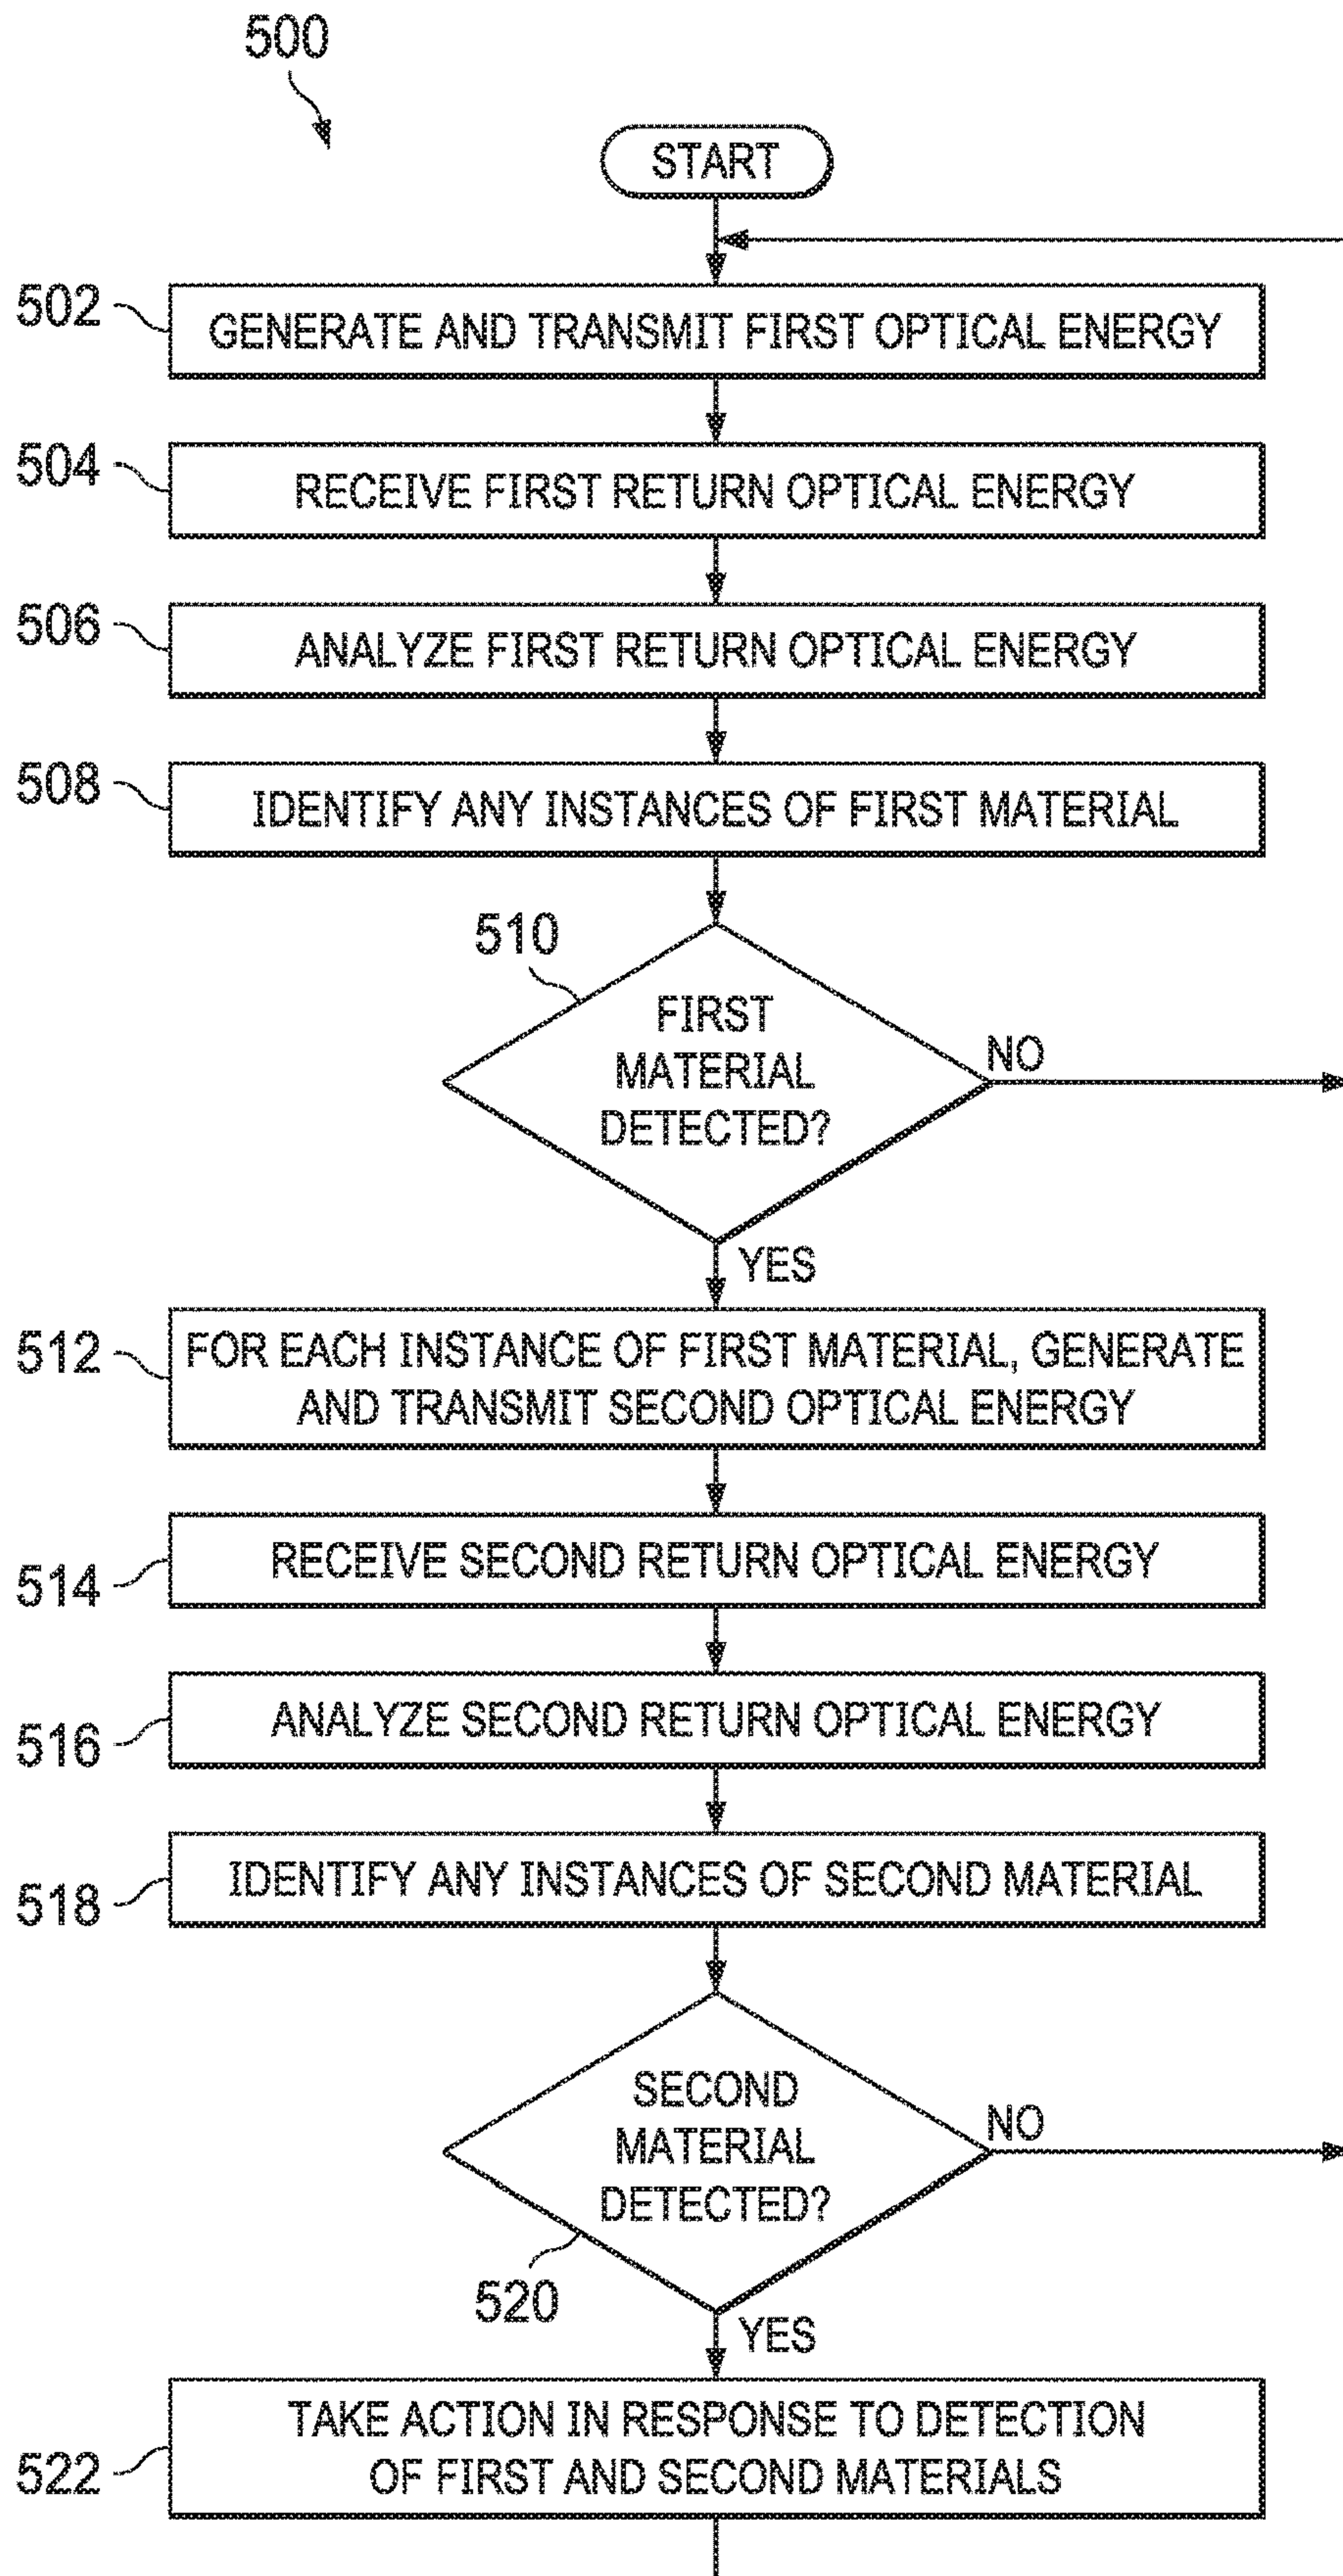 500
START
502
GENERATE AND TRANSMIT FIRST OPTICAL ENERGY
504
RECEIVE FIRST RETURN OPTICAL ENERGY
506
ANALYZE FIRST RETURN OPTICAL ENERGY
508
IDENTIFY ANY INSTANCES OF FIRST MATERIAL
510
FIRST
MATERIAL
DETECTED?
NO
YES
512
FOR EACH INSTANCE OF FIRST MATERIAL, GENERATE
AND TRANSMIT SECOND OPTICAL ENERGY
514
RECEIVE SECOND RETURN OPTICAL ENERGY
516
ANALYZE SECOND RETURN OPTICAL ENERGY
518
IDENTIFY ANY INSTANCES OF SECOND MATERIAL
SECOND
MATERIAL
DETECTED?
NO
520
YES
522
TAKE ACTION IN RESPONSE TO DETECTION
OF FIRST AND SECOND MATERIALS